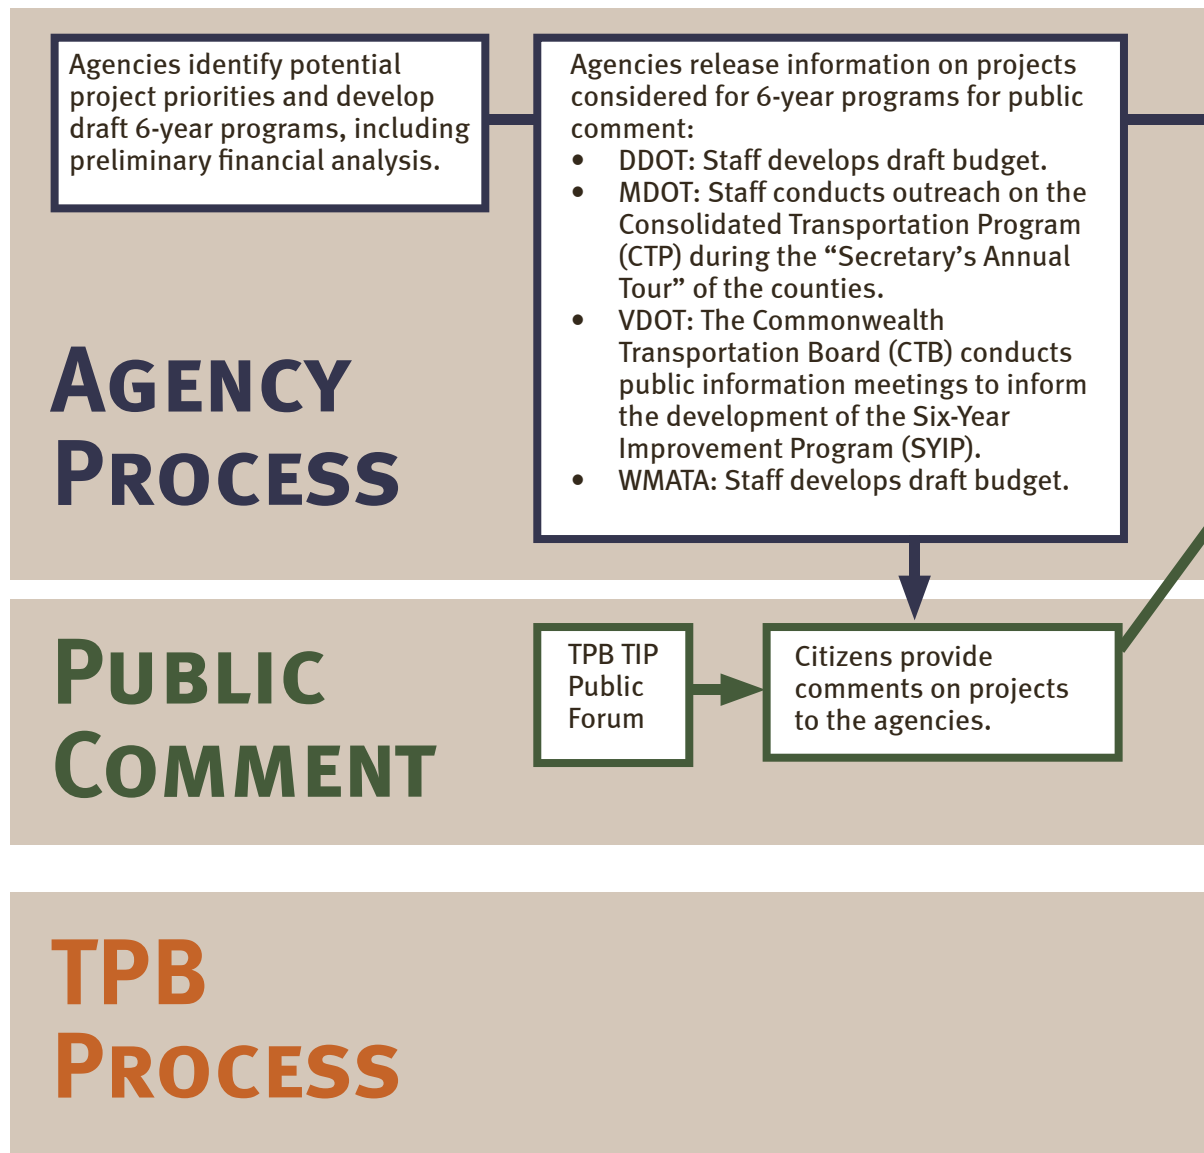 Agencies identify potential
project priorities and develop
draft 6-year programs, including
preliminary financial analysis.
Agencies release information on projects
considered for 6-year programs for public
comment:
• DDOT: Staff develops draft budget.
• MDOT: Staff conducts outreach on the
Consolidated Transportation Program
(CTP) during the “Secretary’s Annual
Tour” of the counties.
• VDOT: The Commonwealth
Transportation Board (CTB) conducts
public information meetings to inform
the development of the Six-Year
Improvement Program (SYIP).
• WMATA: Staff develops draft budget.
AGENCY
PROCESS
PUBLIC
COMMENT
TPB TIP
Public
Forum
Citizens provide
comments on projects
to the agencies.
TPB
PROCESS